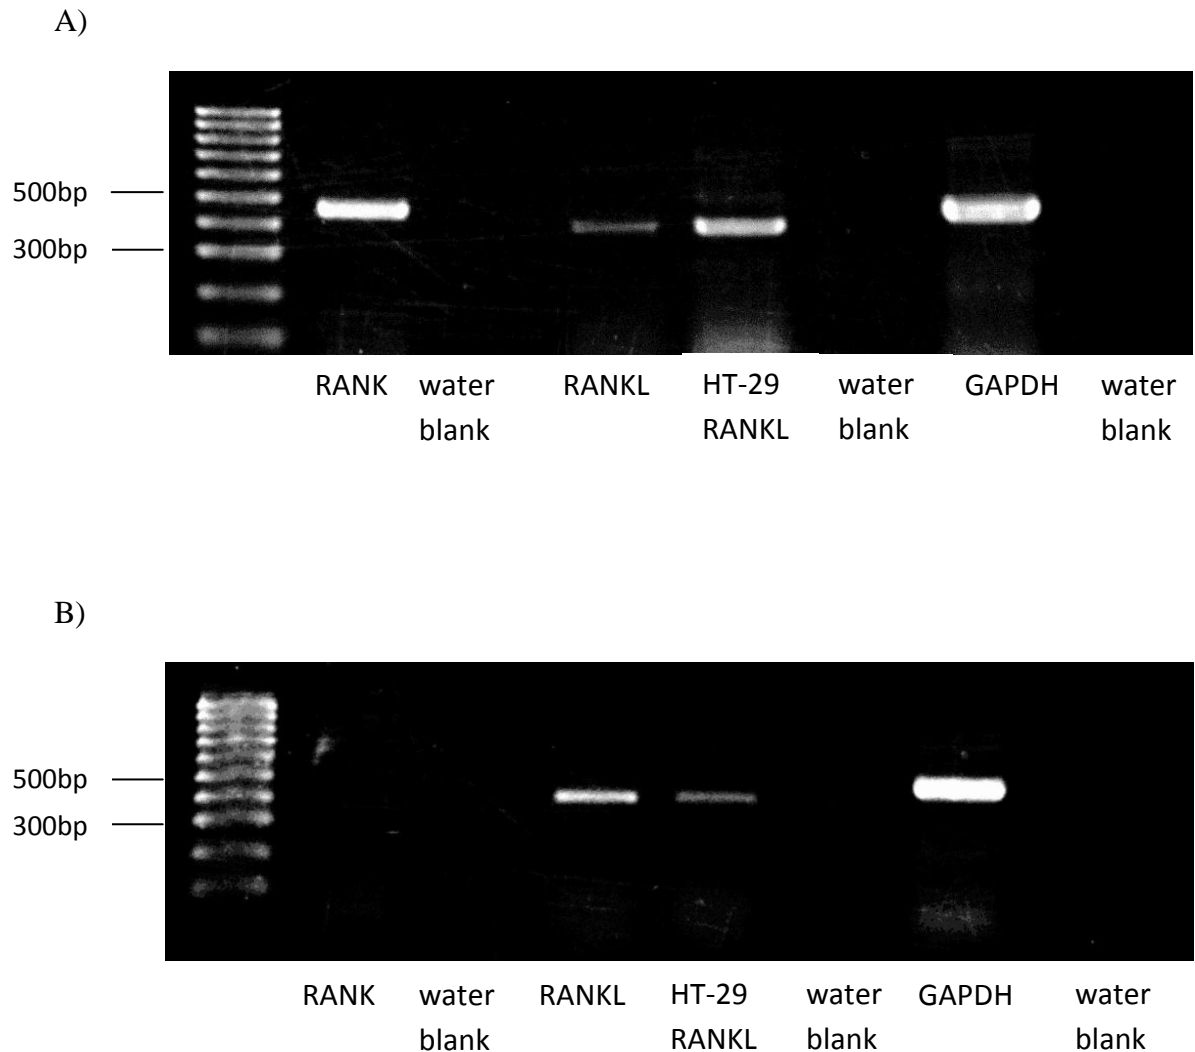 A)
500bp
300bp
RANK water RANKL HT-29 water GAPDH water
blank RANKL blank blank
B)
500bp
300bp
RANK water RANKL HT-29 water GAPDH water
blank RANKL blank blank